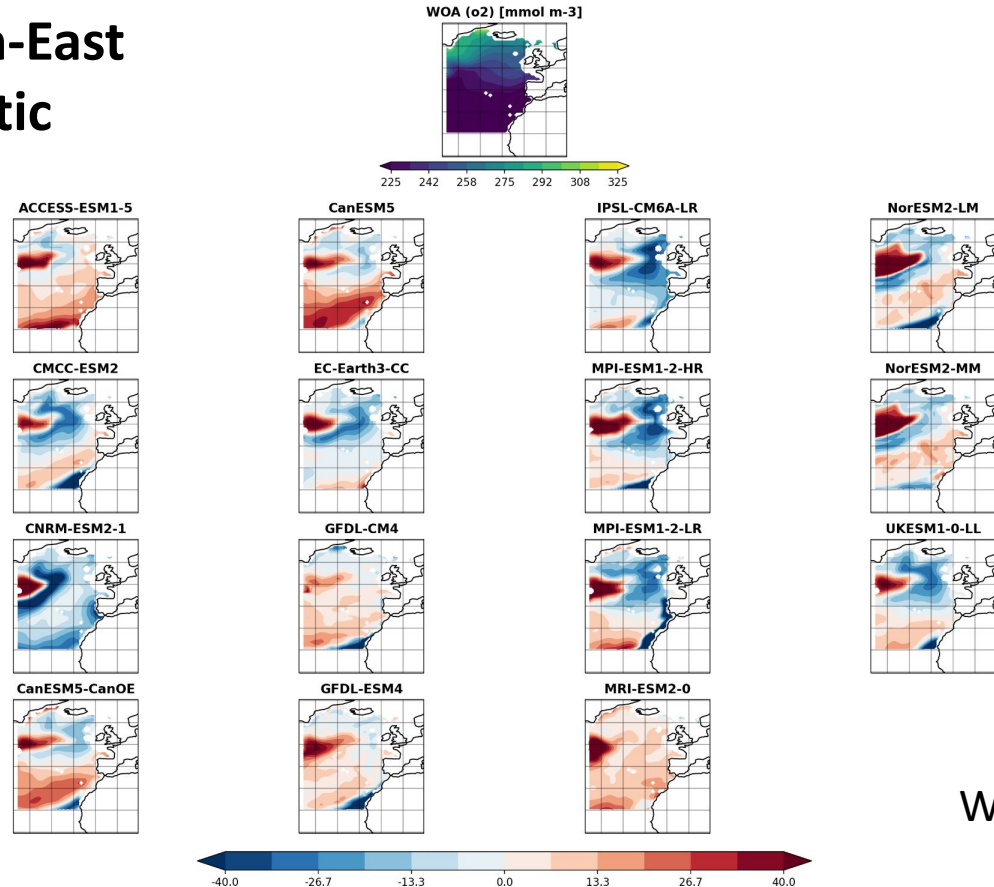 -East
tic
WOA (o2) [mmol m-3]
225 242 258 275 292 308 325
ACCESS-ESM1-5 CanESM5 IPSL-CM6A-LR NorESM2-LM
CMCC-ESM2 EC-Earth3-CC MPI-ESM1-2-HR NorESM2-MM
CNRM-ESM2-1 GFDL-CM4 MPI-ESM1-2-LR UKESM1-0-LL
CanESM5-CanOE GFDL-ESM4 MRI-ESM2-0
W
-40.0 -26.7 -13.3 0.0 13.3 26.7 40.0